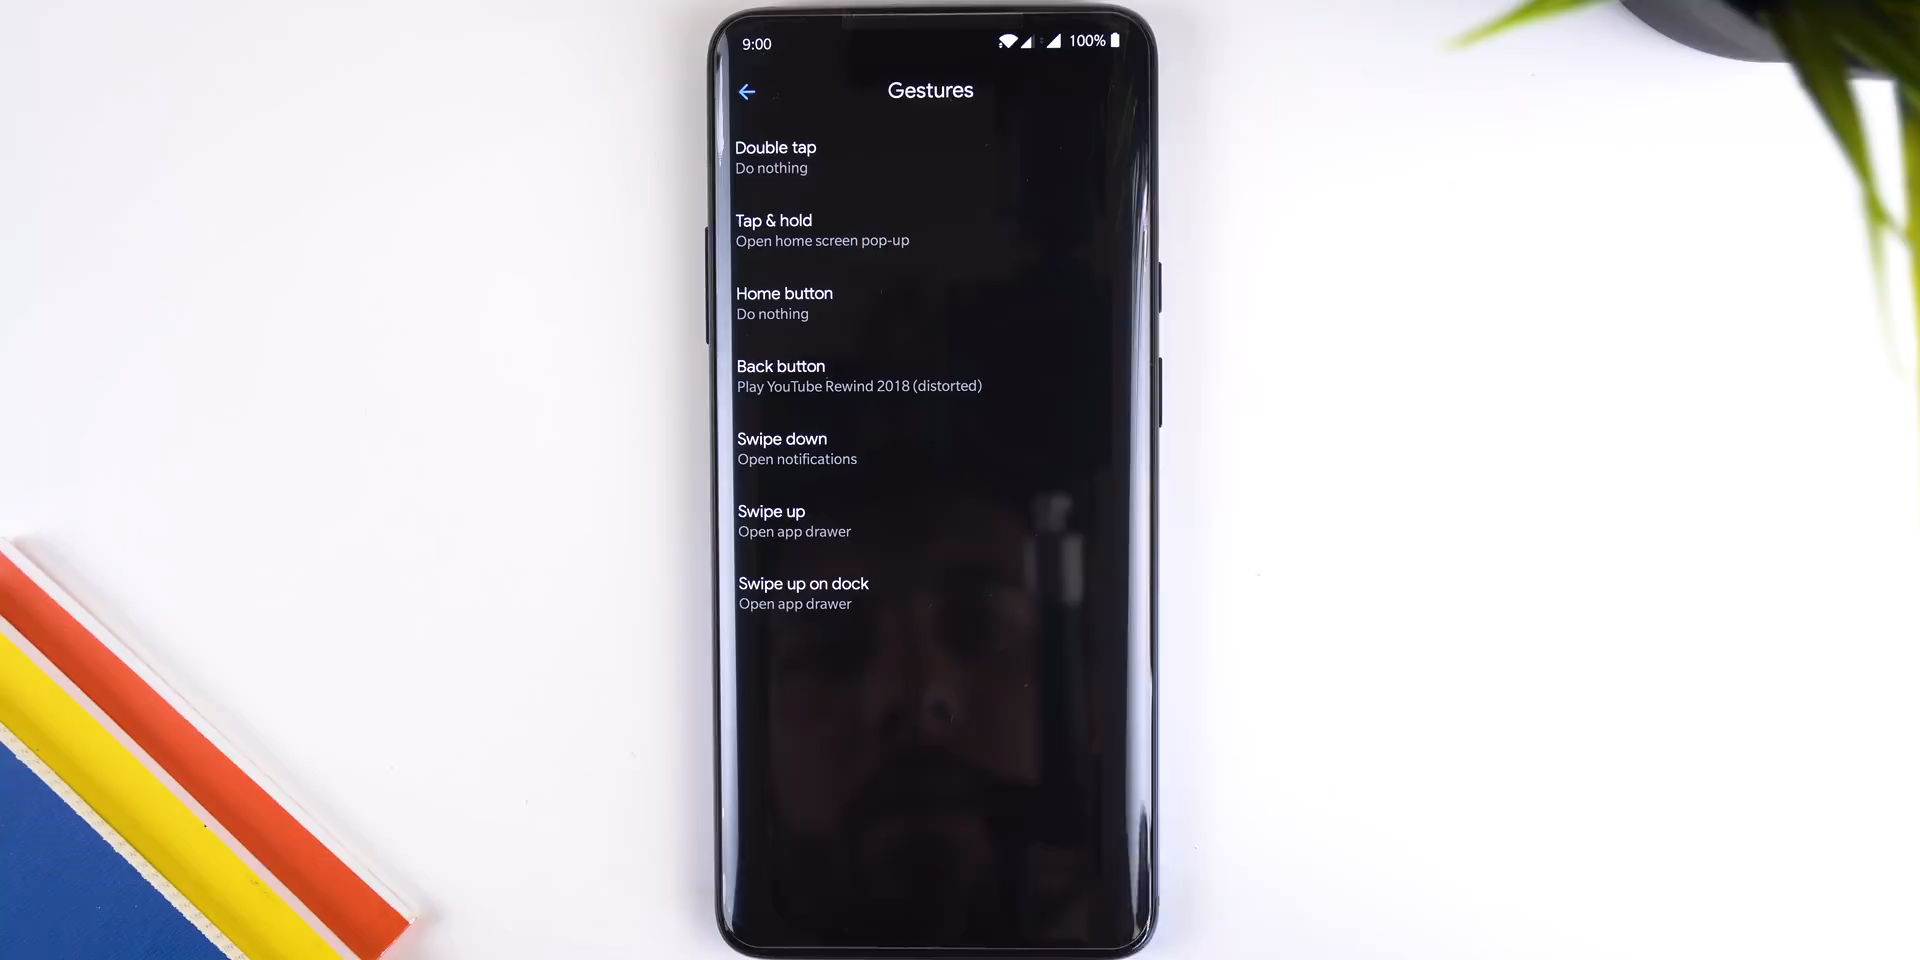 9:00
100%
Gestures
Double tap
Do nothing
Tap & hold
Open home screen pop-up
Home button
Do nothing
Back button
Play YouTube Rewind 2018 (distorted)
Swipe down
Open notifications
Swipe up
Open app drawer
Swipe up on dock
Open app drawer